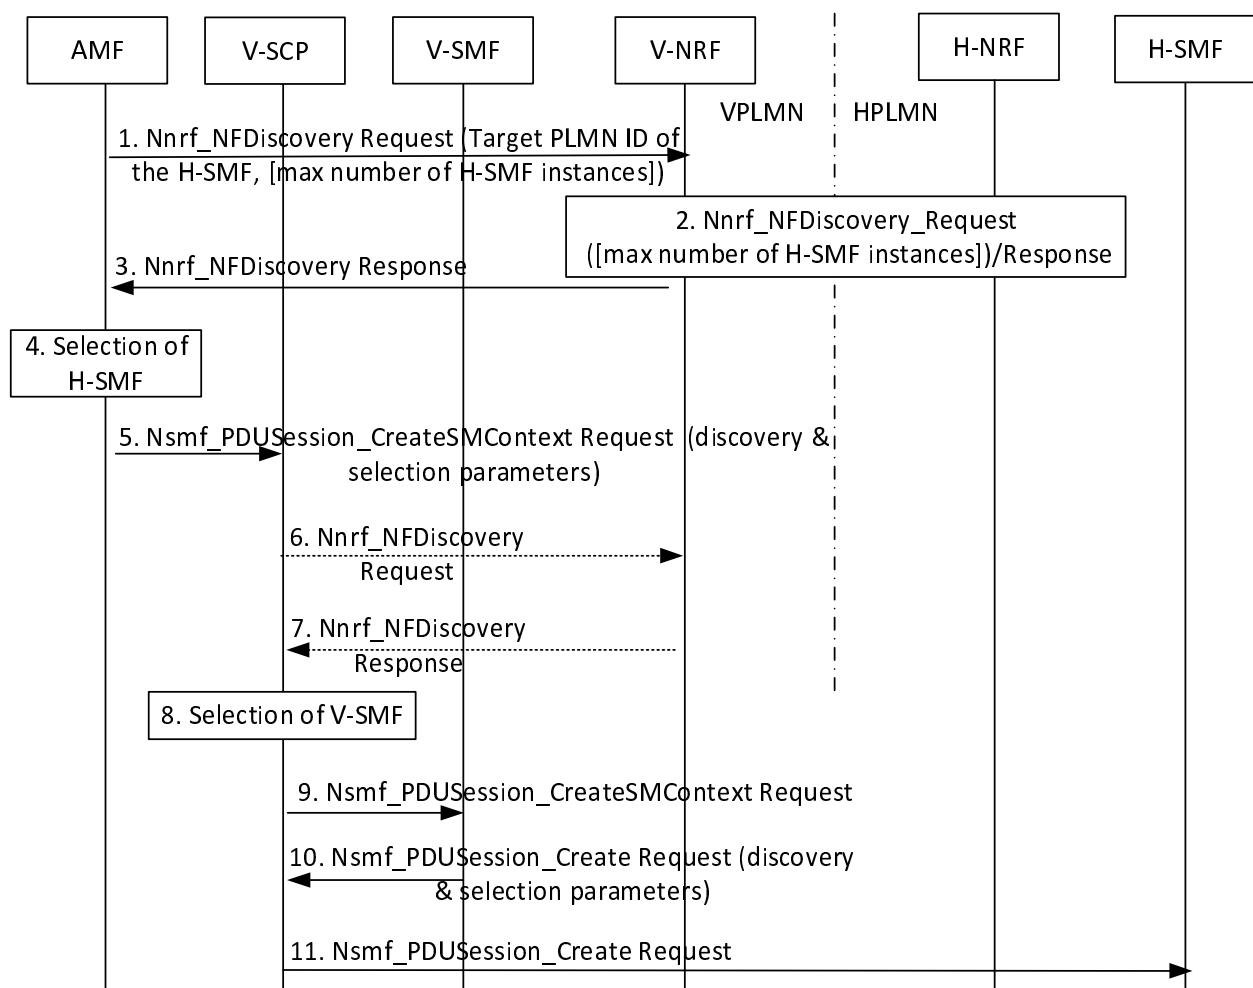 AMF
V-SCP
V-SMF
V-NRF
H-NRF
H-SMF
VPLMN
HPLMN
1. Nnrf_NFDiscovery Request (Target PLMN ID of
the H-SMF, [max number of H-SMF instances])
2. Nnrf_NFDiscovery_Request
([max number of H-SMF instances])/Response
3. Nnrf_NFDiscovery Response
4. Selection of
H-SMF
5. Nsmf_PDUSession_CreateSMContext Request (discovery &
selection parameters)
6. Nnrf_NFDiscovery
Request
7. Nnrf_NFDiscovery
Response
8. Selection of V-SMF
9. Nsmf_PDUSession_CreateSMContext Request
10. Nsmf_PDUSession_Create Request (discovery
& selection parameters)
11. Nsmf_PDUSession_Create Request